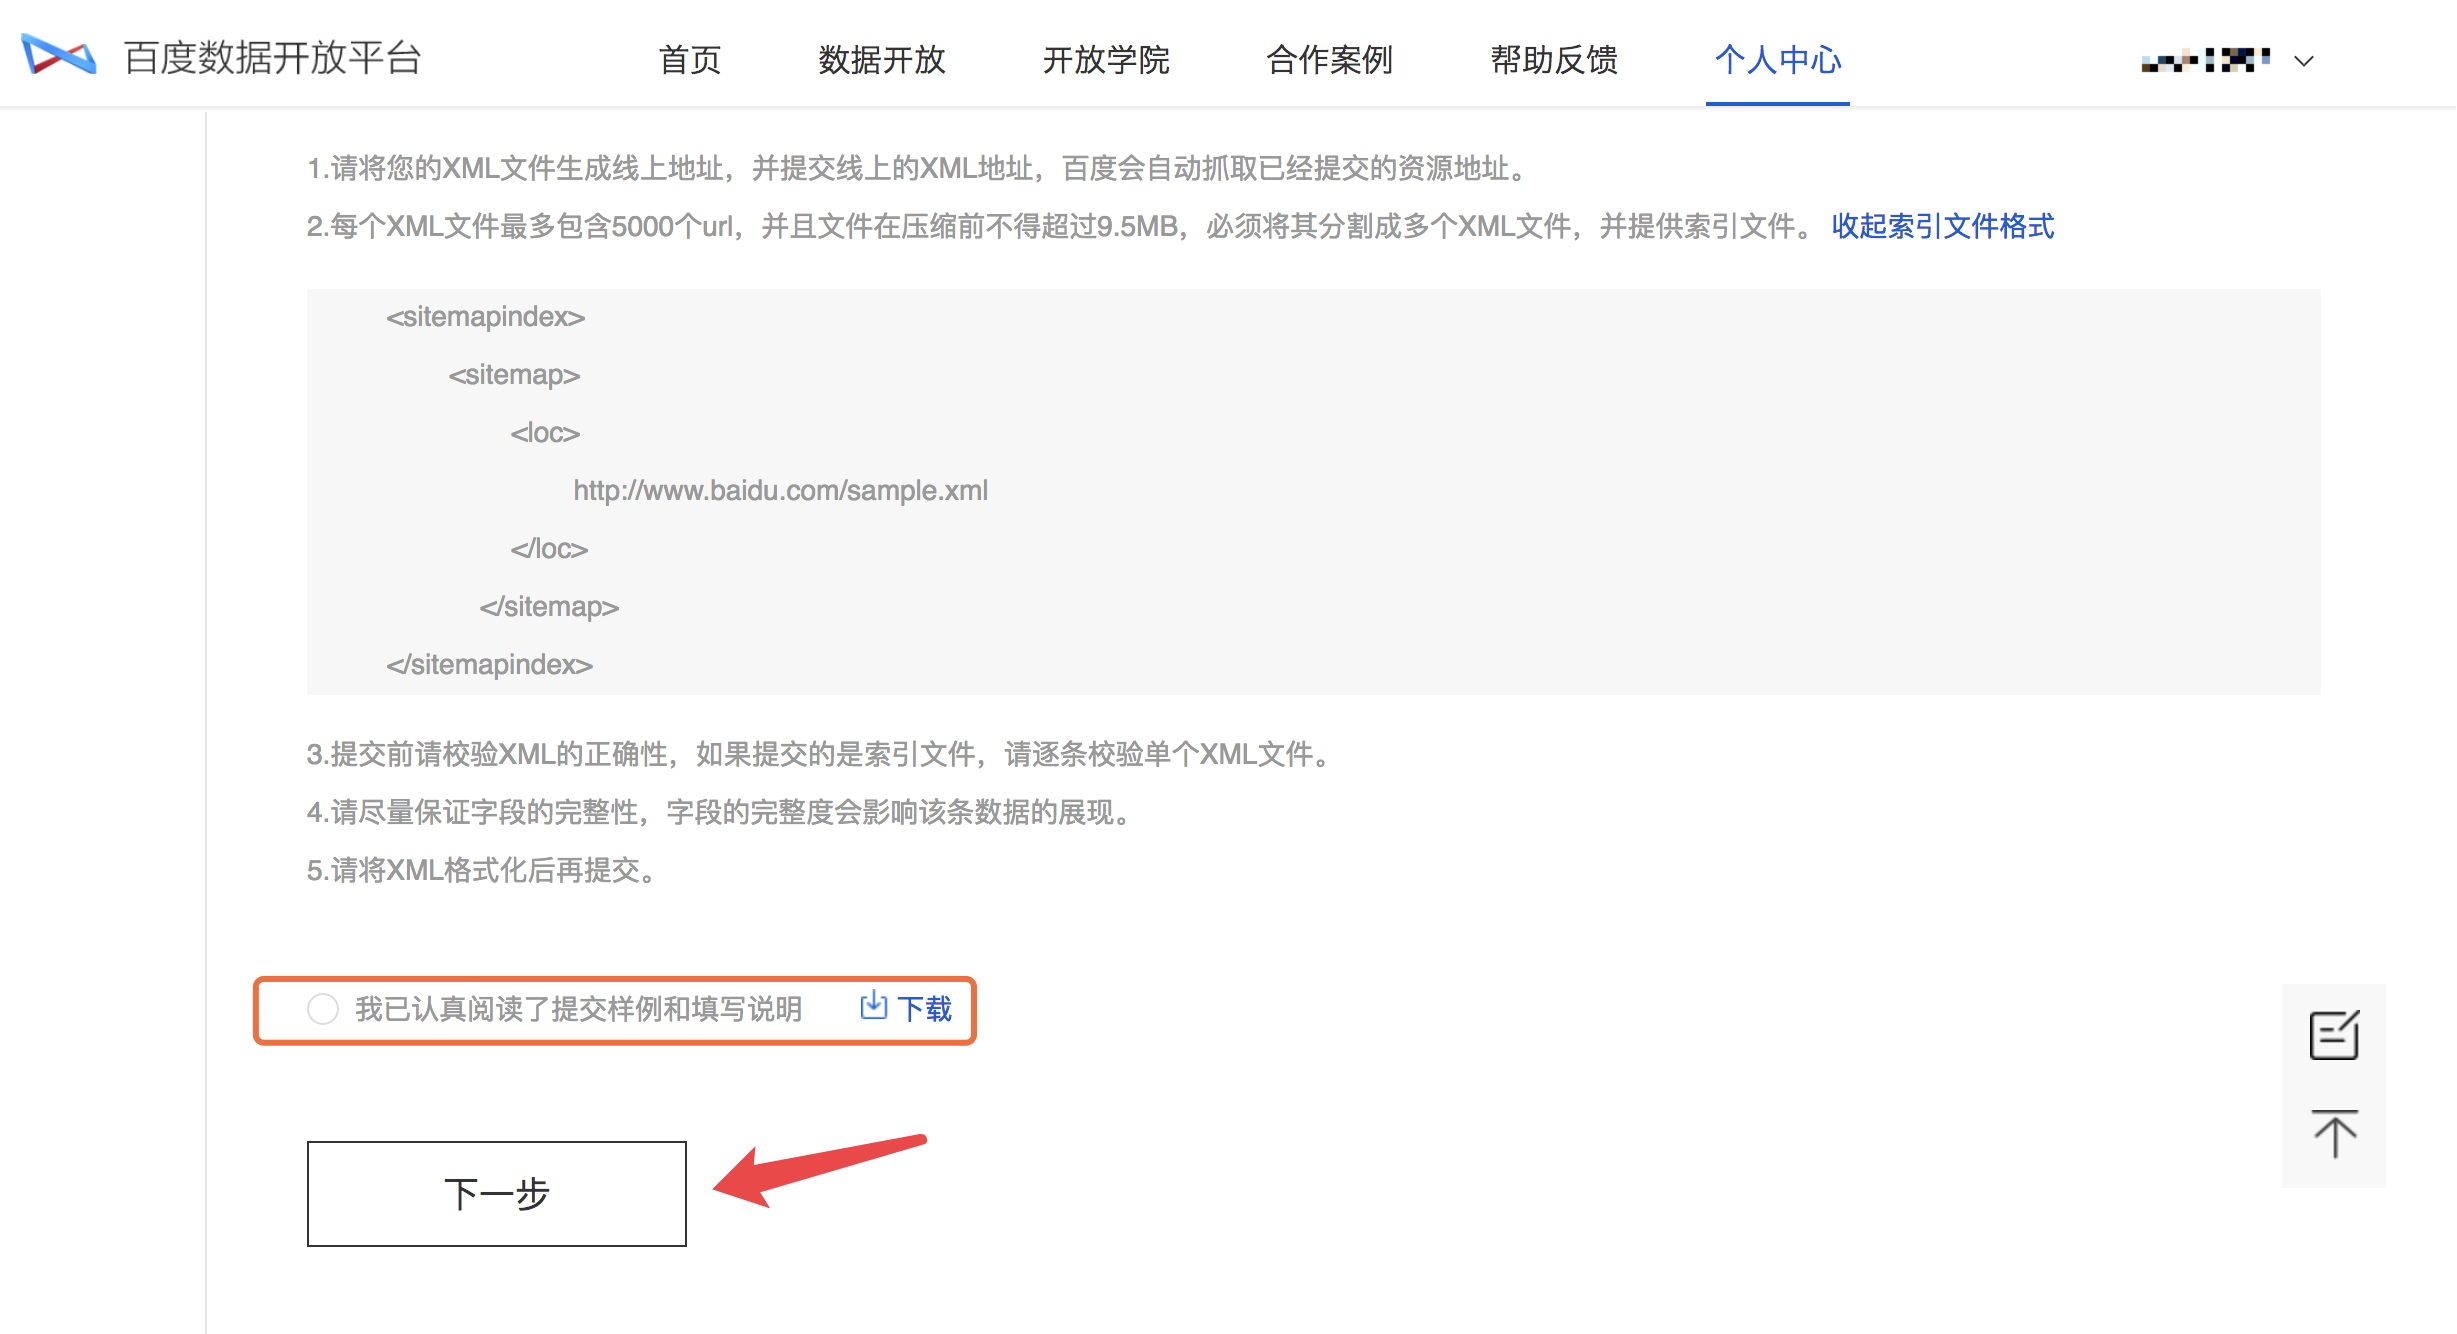 百度数据开放平台 首页 数据开放 开放学院 合作案例 帮助反馈 个人中心
1.请将您的XML文件生成线上地址，并提交线上的XML地址，百度会自动抓取已经提交的资源地址。
2.每个XML文件最多包含5000个url，并且文件在压缩前不得超过9.5MB，必须将其分割成多个XML文件，并提供索引文件。 收起索引文件格式
<sitemapindex>
<sitemap>
<loc>
http://www.baidu.com/sample.xml
</loc>
</sitemap>
</sitemapindex>
3.提交前请校验XML的正确性，如果提交的是索引文件，请逐条校验单个XML文件。
4.请尽量保证字段的完整性，字段的完整度会影响该条数据的展现。
5.请将XML格式化后再提交。
我已认真阅读了提交样例和填写说明 下载
下一步